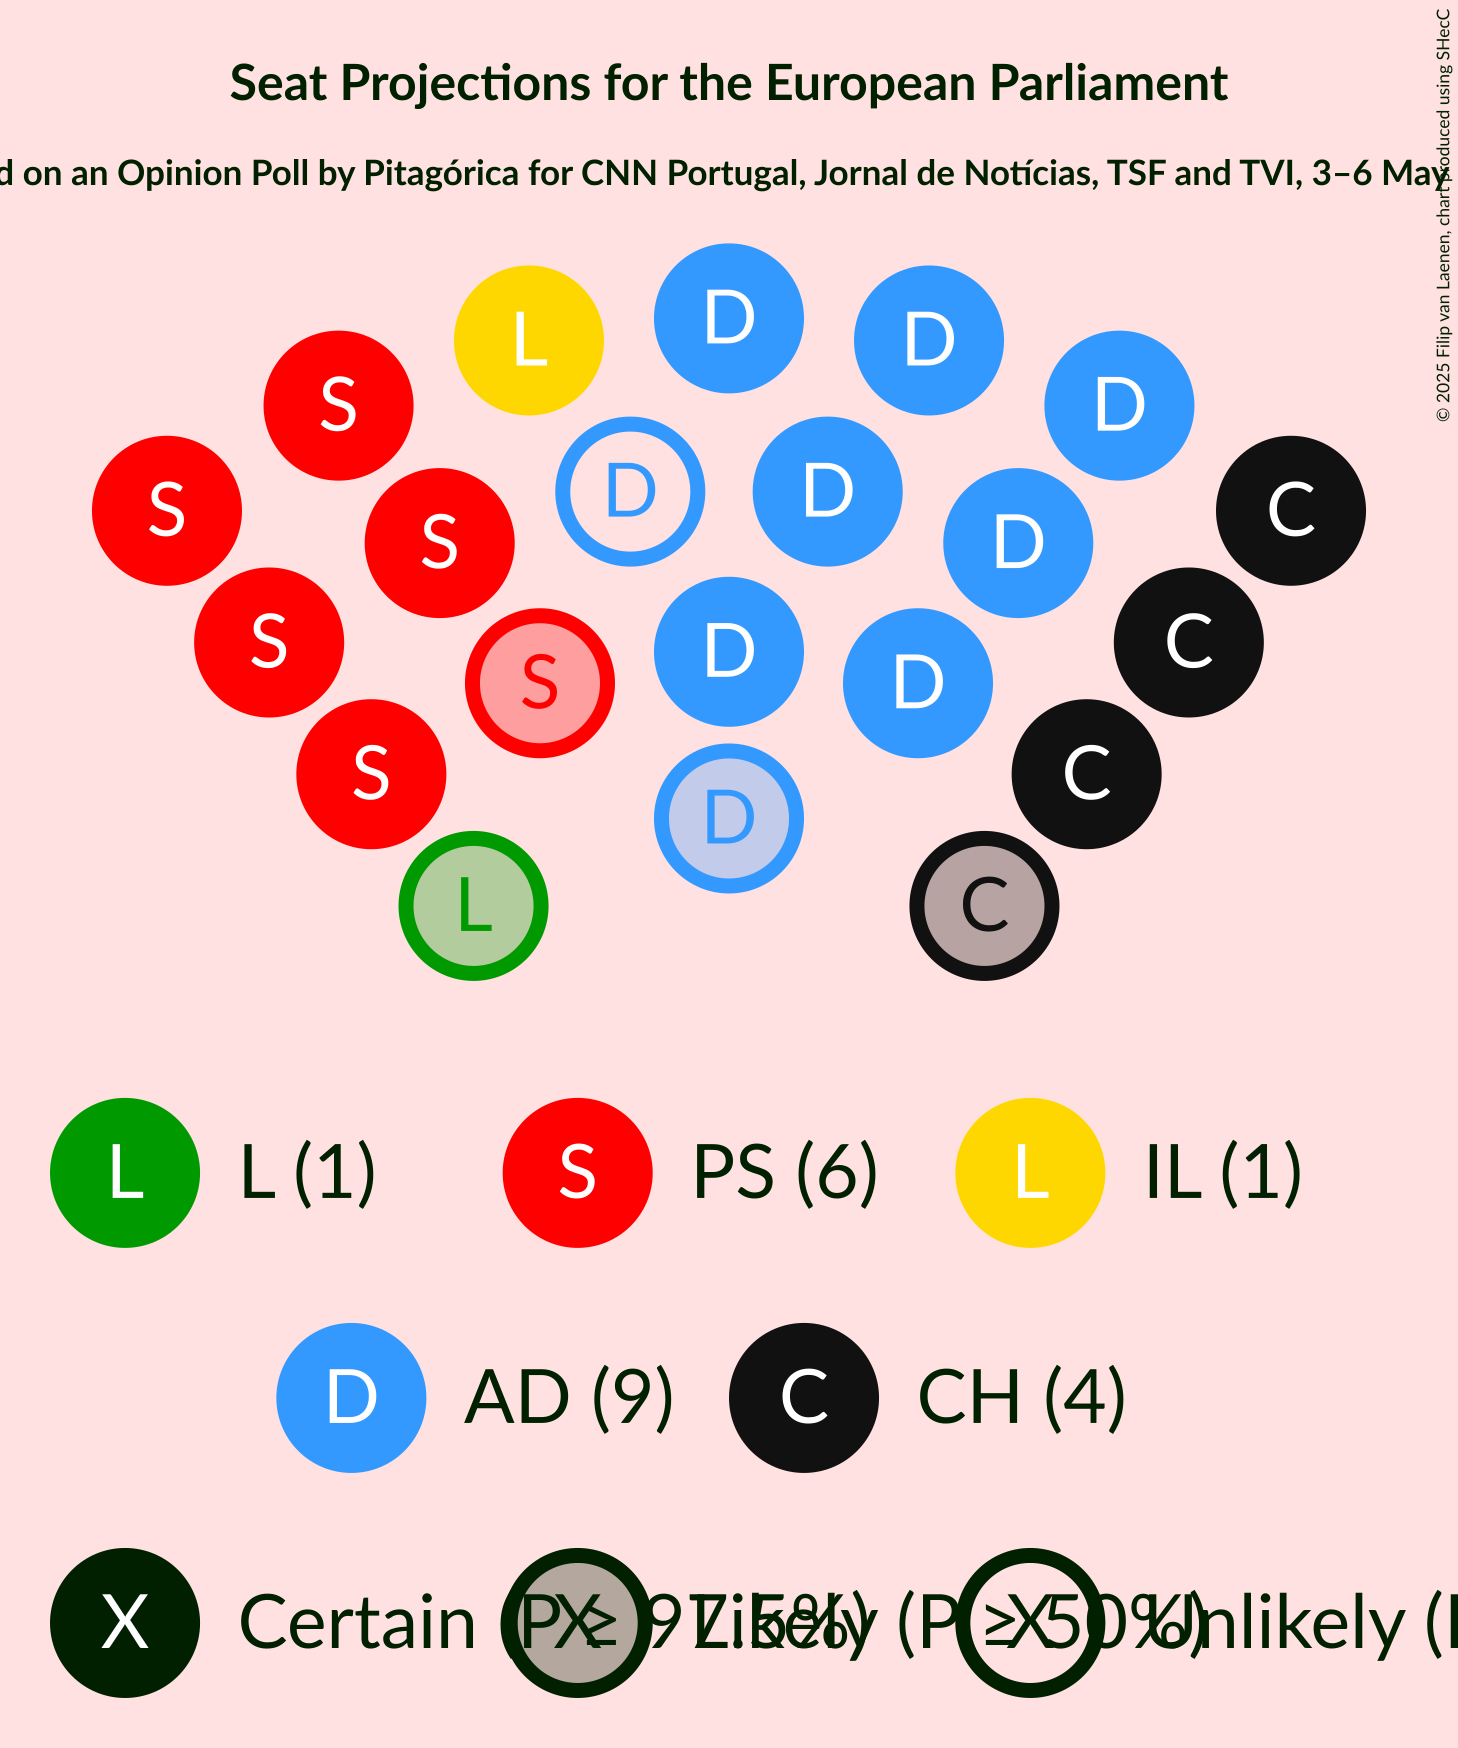 Seat Projections for the European Parliament
d on an Opinion Poll by Pitagórica for CNN Portugal, Jornal de Notícias, TSF and TVI, 3–6 May
© 2025 Filip van Laenen, chart produced using SHecC
D
L D
D
S D
S C
D D
S D
S C
D
S D
S C
D
L C
L L (1) S PS (6) L IL (1)
D AD (9) C CH (4)
X Certain (P ≥ 97.5%) X Likely (P ≥ 50%) X Unlikely (